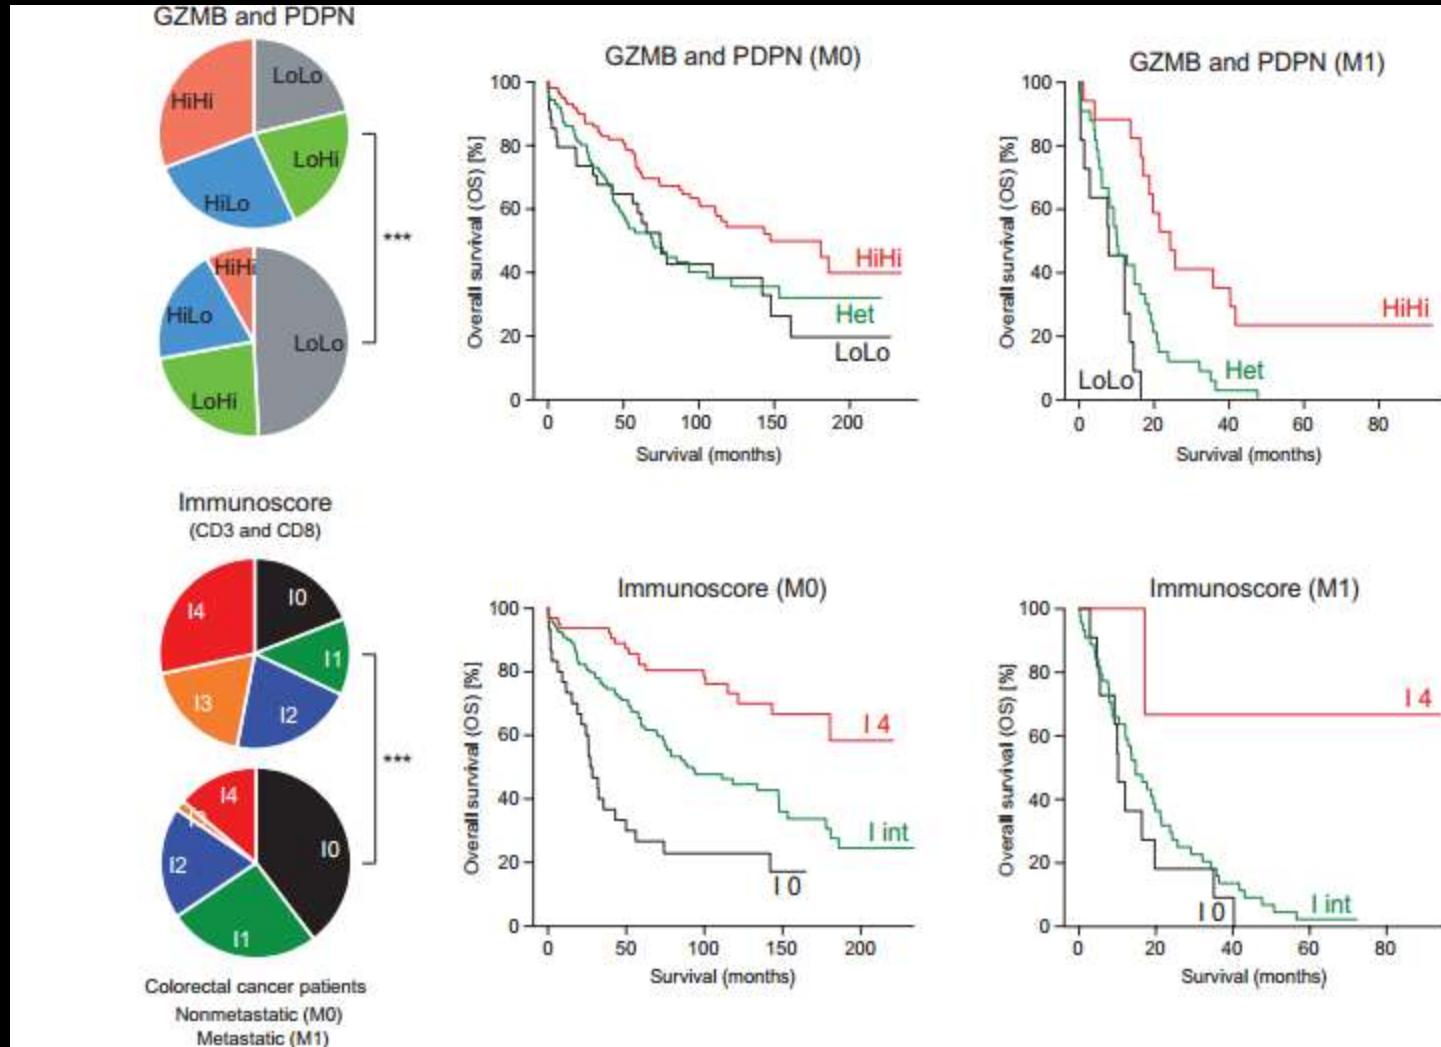 GZMB and PDPN
LoLo
HiHi
LoHi
HiLo
***
HiHi
HiLo
LoLo
LoHi
GZMB and PDPN (M0)
Overall survival (OS) [%]
100
80
60
40
20
0
HiHi
Het
LoLo
0 50 100 150 200
Survival (months)
GZMB and PDPN (M1)
Overall survival (OS) [%]
100
80
60
40
20
0
HiHi
Het
LoLo
0 20 40 60 80
Survival (months)
Immunoscore
(CD3 and CD8)
I4
I0
I1
I3
I2
***
I4
I0
I2
I1
Colorectal cancer patients
Nonmetastatic (M0)
Metastatic (M1)
Immunoscore (M0)
Overall survival (OS) [%]
100
80
60
40
20
0
I 4
I int
I 0
0 50 100 150 200
Survival (months)
Immunoscore (M1)
Overall survival (OS) [%]
100
80
60
40
20
0
I 4
I int
I 0
0 20 40 60 80
Survival (months)